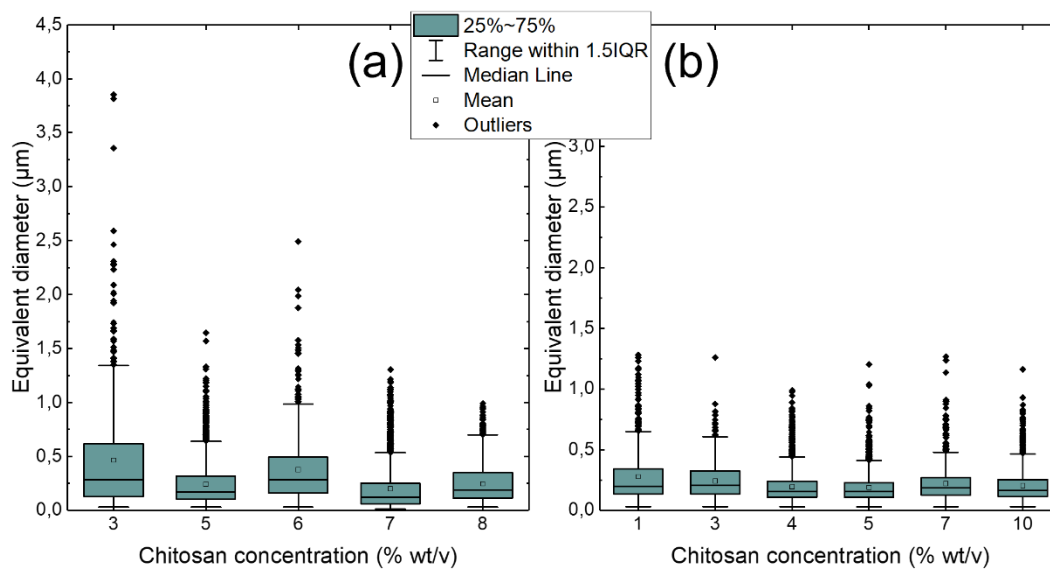 25%~75%
Range within 1.5IQR
Median Line
Mean
Outliers
(a)
4,5
4,0
3,5
3,0
2,5
2,0
1,5
1,0
0,5
0,0
Equivalent diameter (µm)
3 5 6 7 8
Chitosan concentration (% wt/v)
(b)
3,0
2,5
2,0
1,5
1,0
0,5
0,0
Equivalent diameter (µm)
1 3 4 5 7 10
Chitosan concentration (% wt/v)